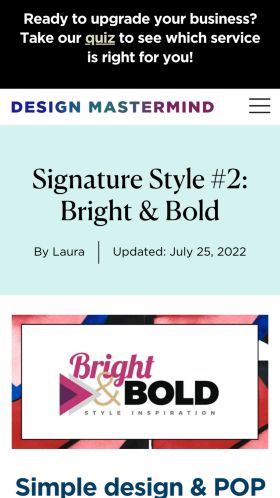 Ready to upgrade your business?
Take our quiz to see which service
is right for you!
DESIGN MASTERMIND
Signature Style #2:
Bright & Bold
By Laura
Updated: July 25, 2022
Bright
& BOLD
STYLE INSPIRATION
Simple design & POP